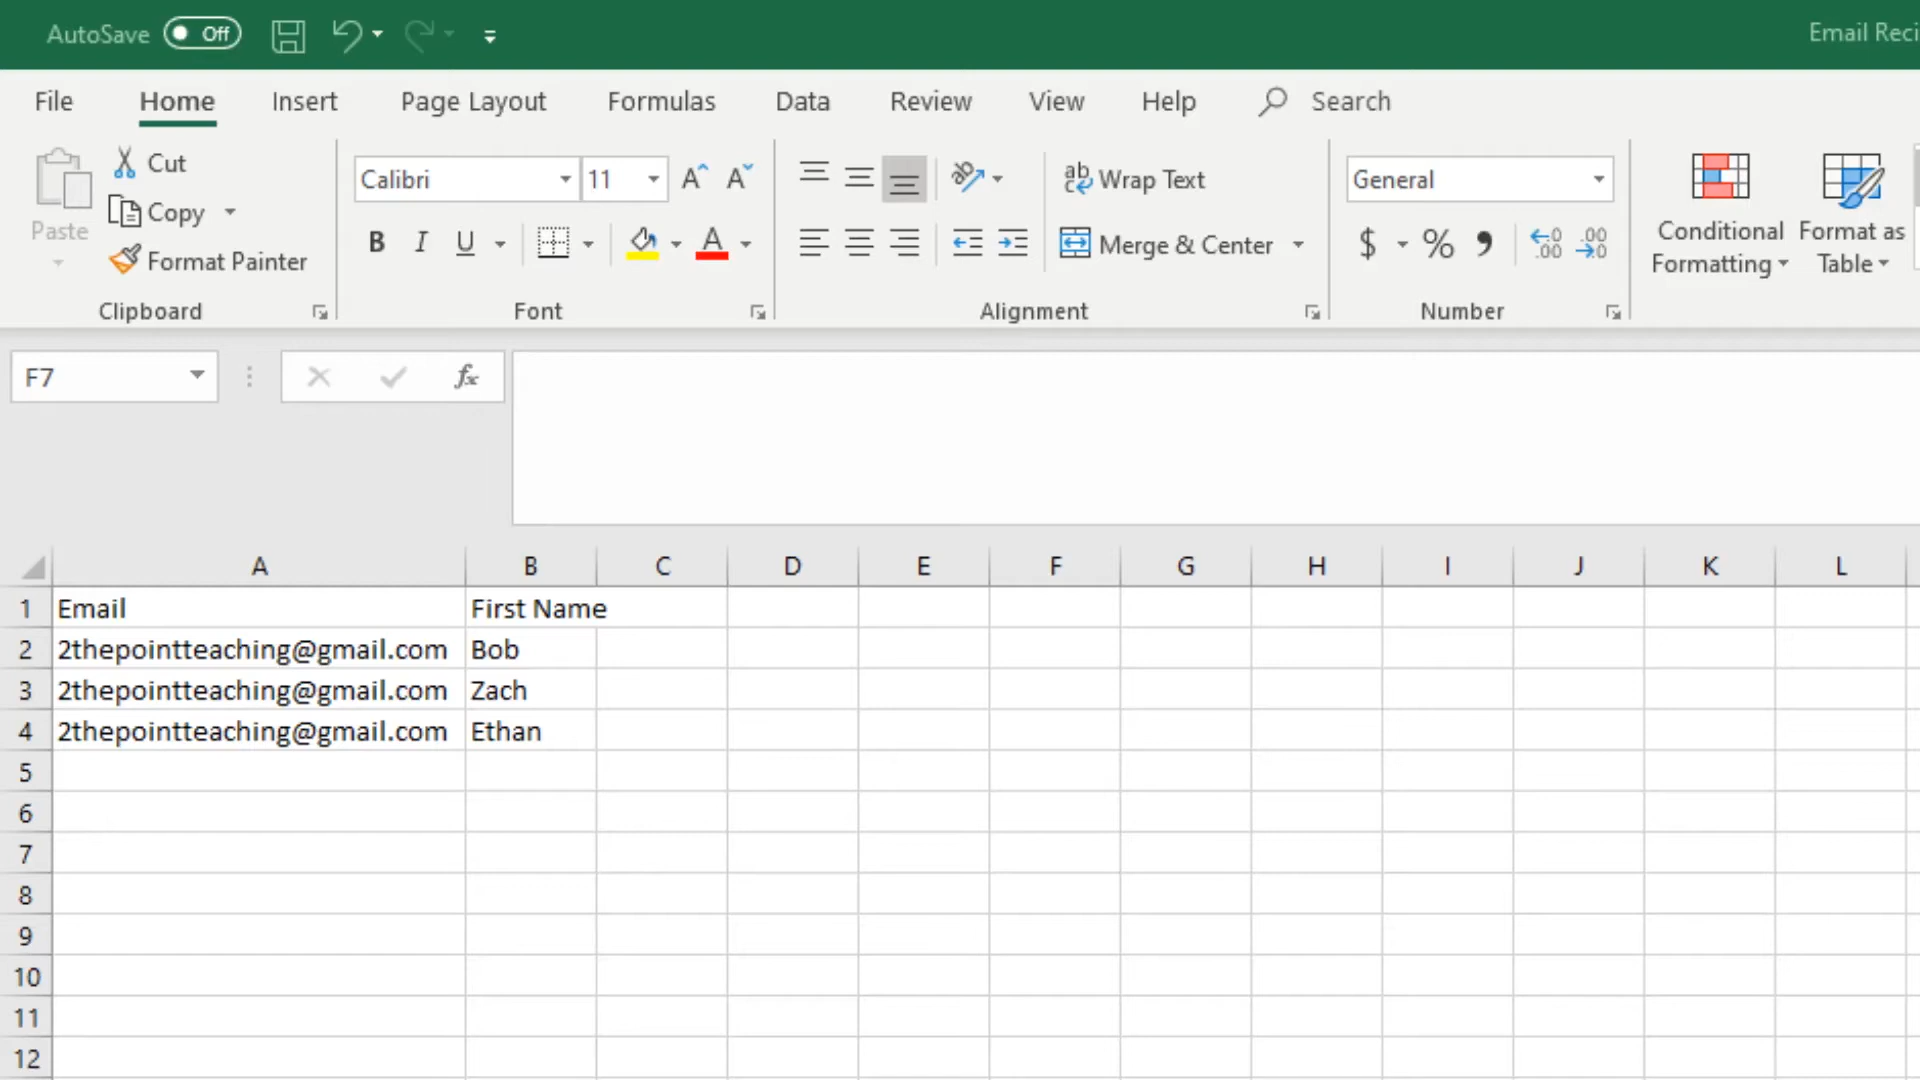 AutoSave Off Email Reci
File Home Insert Page Layout Formulas Data Review View Help Search
Paste
Cut
Copy
Format Painter
Clipboard
Calibri 11
B I U A
Font
Wrap Text
Merge & Center
Alignment
General
$ % , .00 .00
Number
Conditional Formatting
Format as Table
F7 fx
A B C D E F G H I J K L
1 Email First Name
2 2thepointteaching@gmail.com Bob
3 2thepointteaching@gmail.com Zach
4 2thepointteaching@gmail.com Ethan
5
6
7
8
9
10
11
12